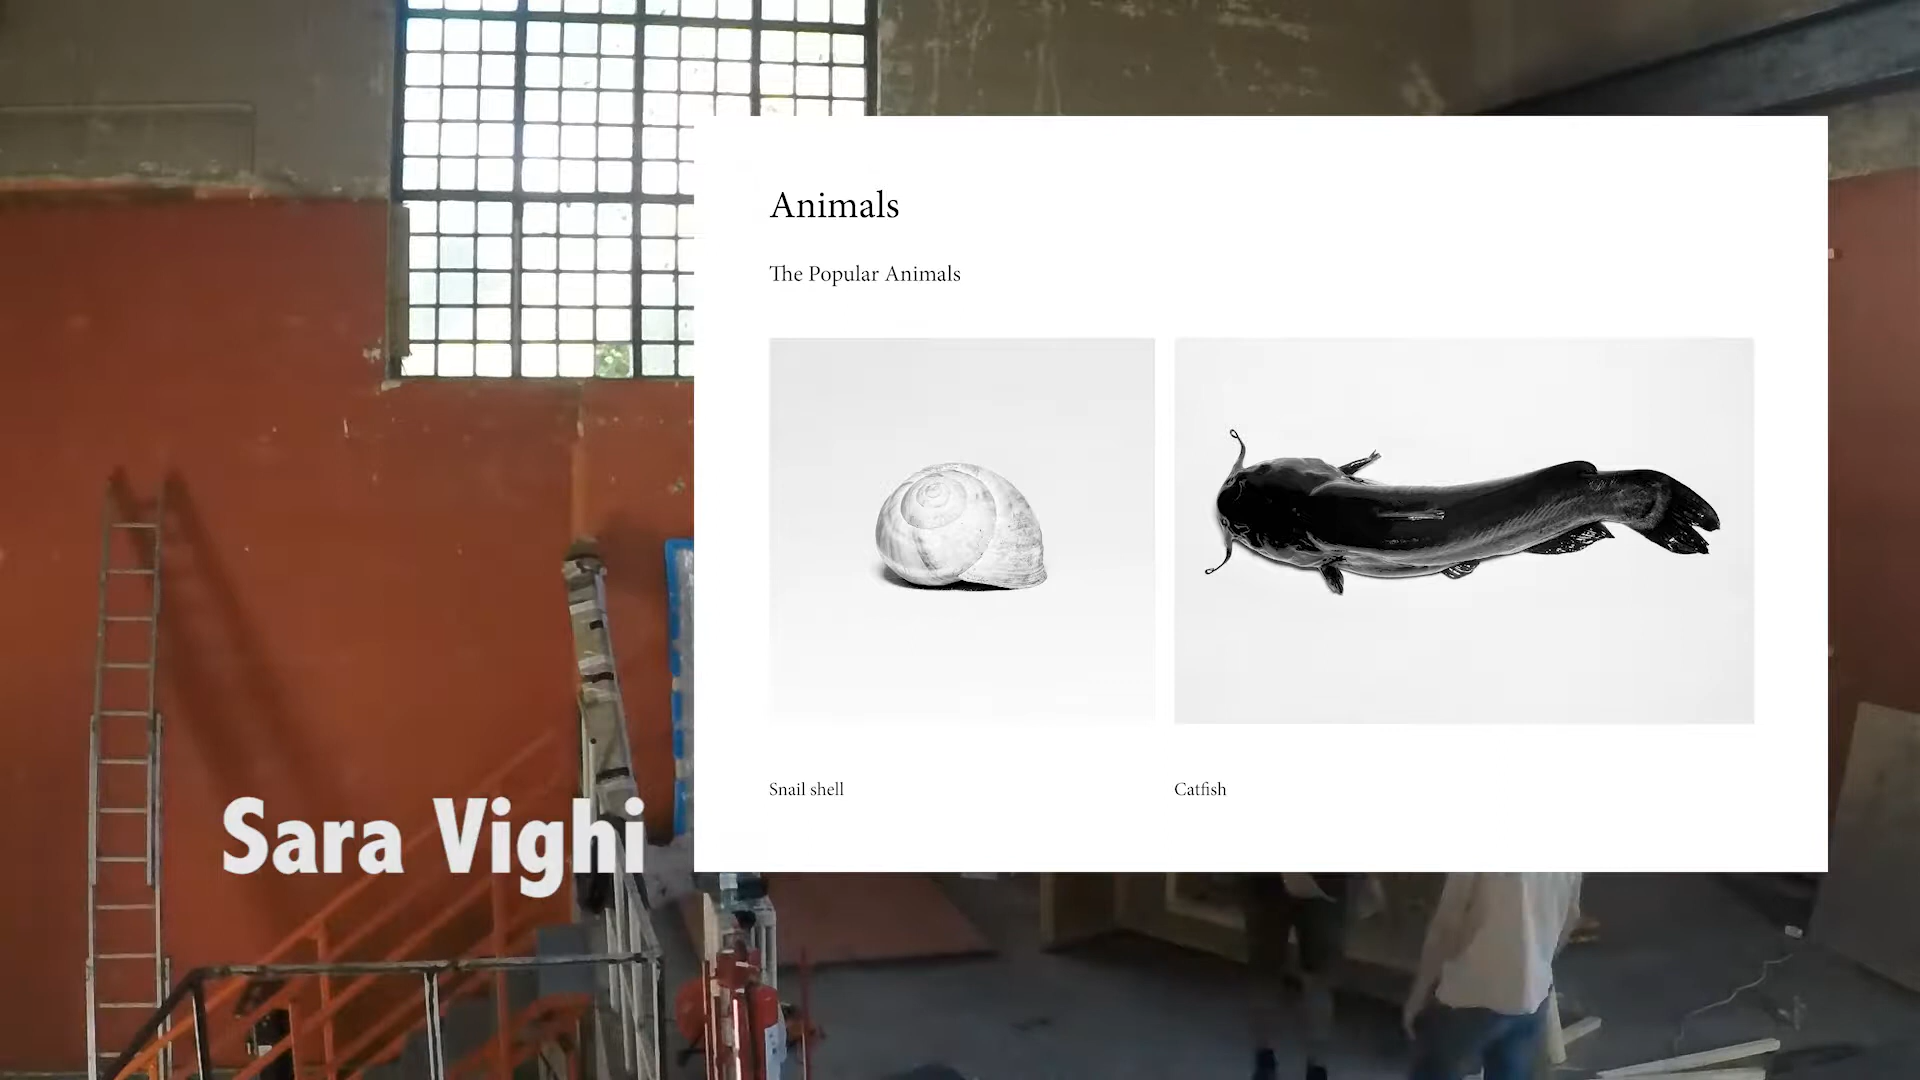 Animals
The Popular Animals
Snail shell
Catfish
Sara Vighi